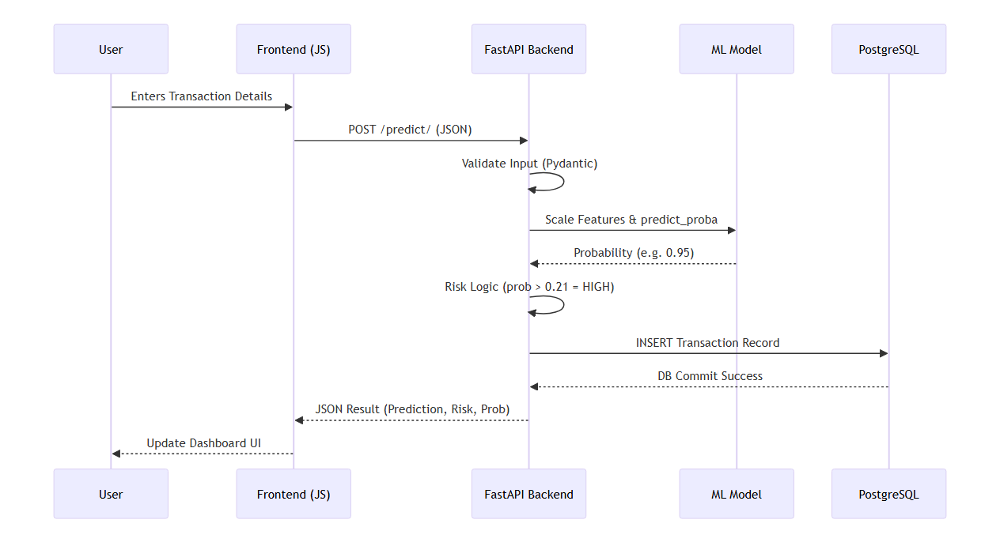 User
Frontend (JS)
FastAPI Backend
ML Model
PostgreSQL
Enters Transaction Details
POST /predict/ (JSON)
Validate Input (Pydantic)
Scale Features & predict_proba
Probability (e.g. 0.95)
Risk Logic (prob > 0.21 = HIGH)
INSERT Transaction Record
DB Commit Success
JSON Result (Prediction, Risk, Prob)
Update Dashboard UI
User
Frontend (JS)
FastAPI Backend
ML Model
PostgreSQL